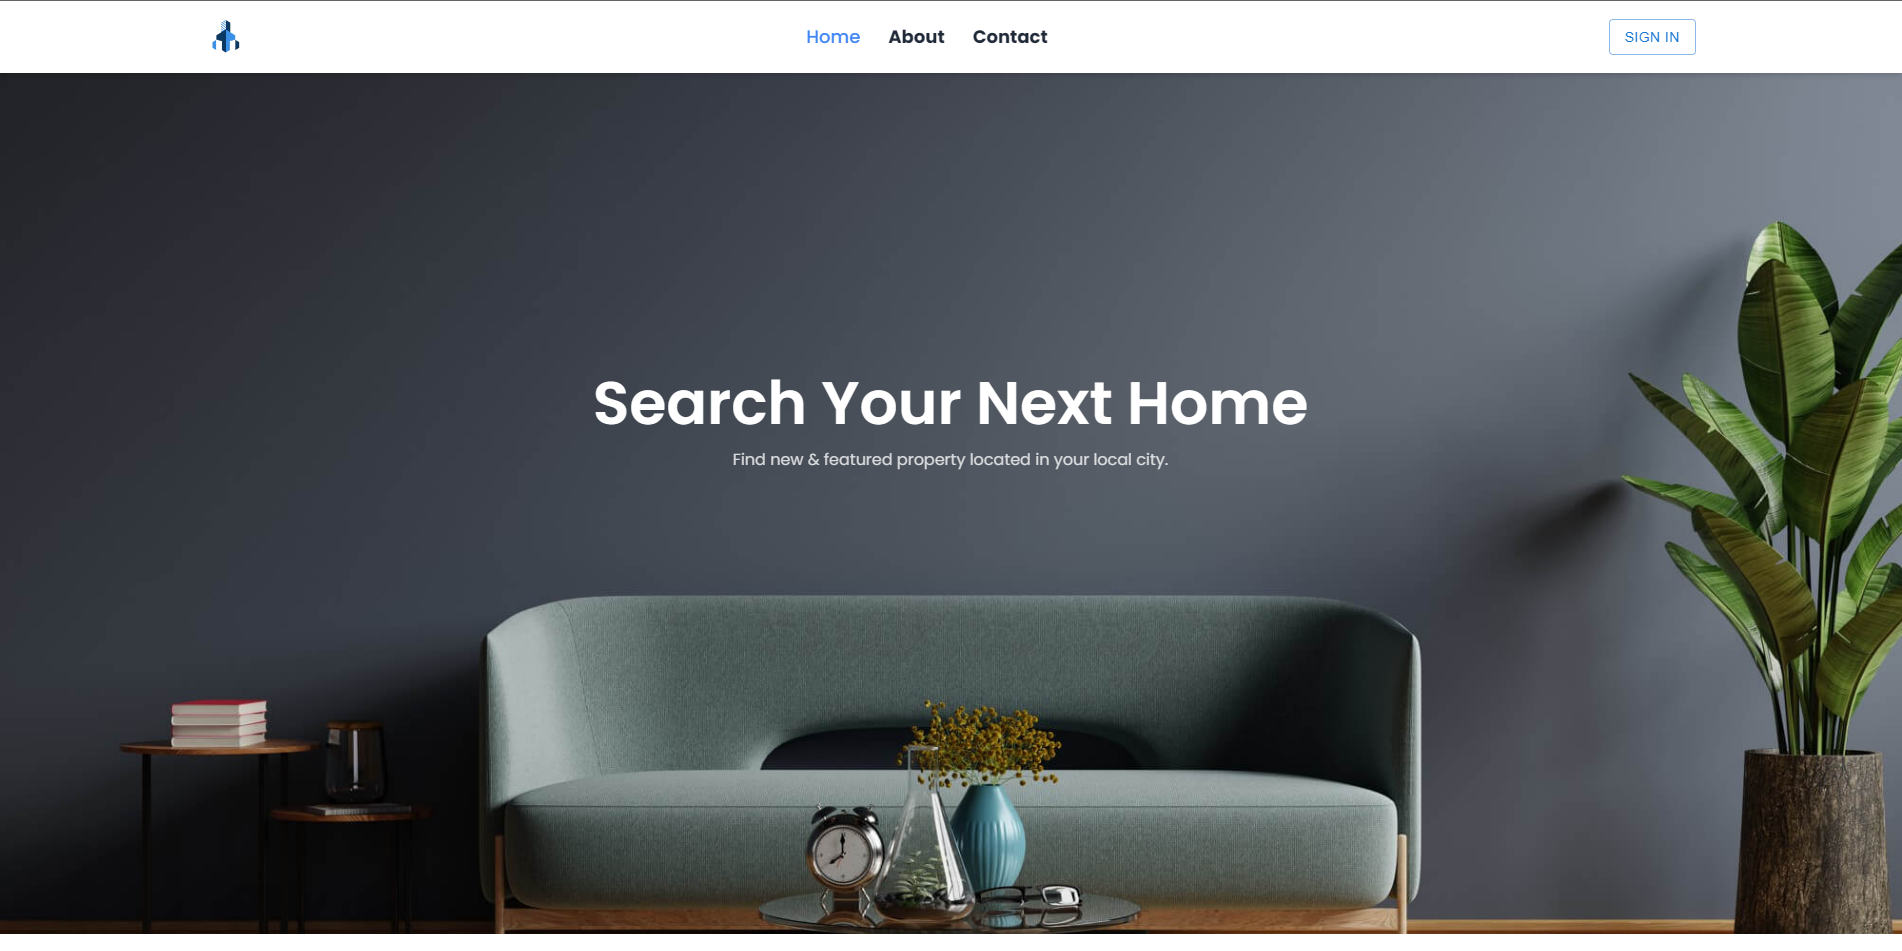 Home About Contact SIGN IN
Search Your Next Home
Find new & featured property located in your local city.